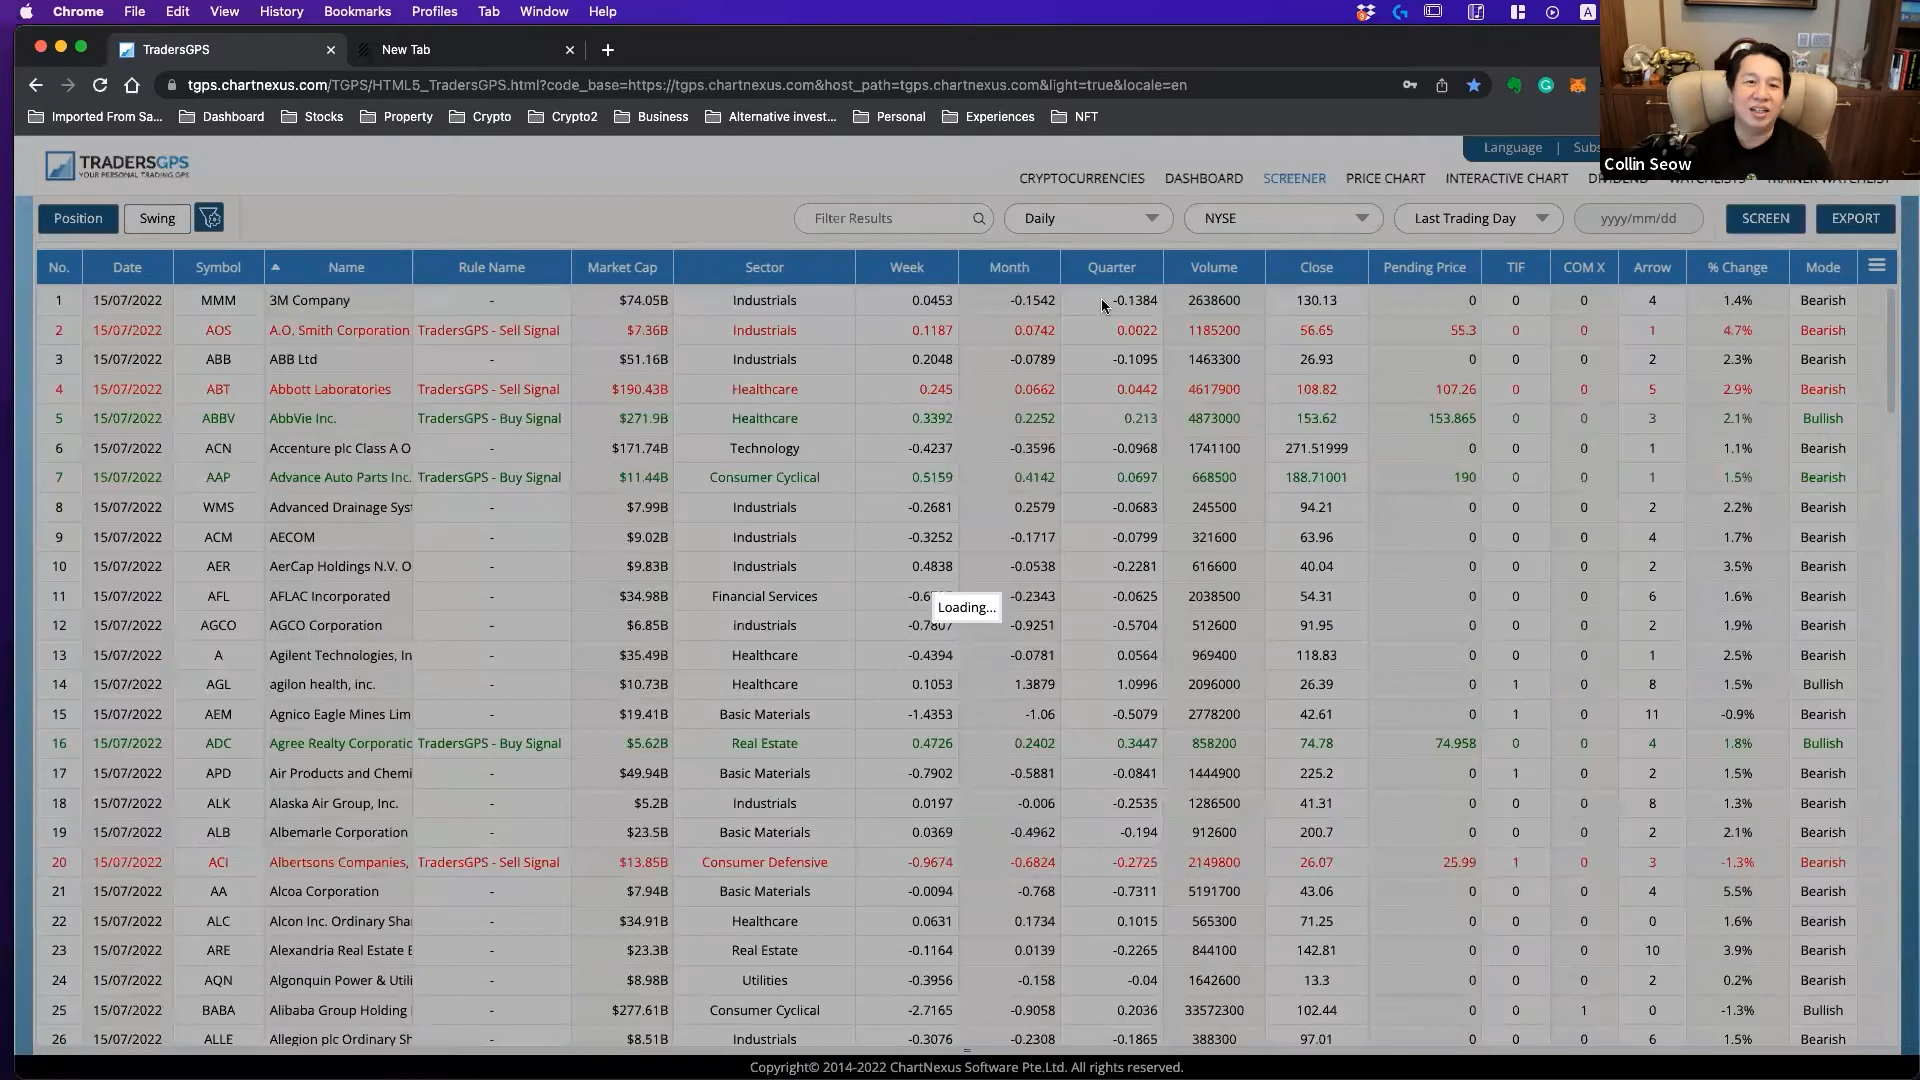 Chrome File Edit View History Bookmarks Profiles Tab Window Help
TradersGPS New Tab
tgps.chartnexus.com/TGPS/HTML5_TradersGPS.html?code_base=https://tgps.chartnexus.com&host_path=tgps.chartnexus.com&light=true&locale=en
Imported From Sa... Dashboard Stocks Property Crypto Crypto2 Business Alternative invest... Personal Experiences NFT
Collin Seow
Language | Subs
TRADERSGPS
YOUR PERSONAL TRADING GPS
CRYPTOCURRENCIES DASHBOARD SCREENER PRICE CHART INTERACTIVE CHART
Position Swing Filter Results Daily NYSE Last Trading Day yyyy/mm/dd SCREEN EXPORT
No. Date Symbol Name Rule Name Market Cap Sector Week Month Quarter Volume Close Pending Price TIF COM X Arrow % Change Mode
1 15/07/2022 MMM 3M Company - $74.05B Industrials 0.0453 -0.1542 -0.1384 2638600 130.13 0 0 0 4 1.4% Bearish
2 15/07/2022 AOS A.O. Smith Corporation TradersGPS - Sell Signal $7.36B Industrials 0.1187 0.0742 0.0022 1185200 56.65 55.3 0 0 1 4.7% Bearish
3 15/07/2022 ABB ABB Ltd - $51.16B Industrials 0.2048 -0.0789 -0.1095 1463300 26.93 0 0 0 2 2.3% Bearish
4 15/07/2022 ABT Abbott Laboratories TradersGPS - Sell Signal $190.43B Healthcare 0.245 0.0662 0.0442 4617900 108.82 107.26 0 0 5 2.9% Bearish
5 15/07/2022 ABBV AbbVie Inc. TradersGPS - Buy Signal $271.9B Healthcare 0.3392 0.2252 0.213 4873000 153.62 153.865 0 0 3 2.1% Bullish
6 15/07/2022 ACN Accenture plc Class A O - $171.74B Technology -0.4237 -0.3596 -0.0968 1741100 271.51999 0 0 0 1 1.1% Bearish
7 15/07/2022 AAP Advance Auto Parts Inc. TradersGPS - Buy Signal $11.44B Consumer Cyclical 0.5159 0.4142 0.0697 668500 188.71001 190 0 0 1 1.5% Bearish
8 15/07/2022 WMS Advanced Drainage Sys - $7.99B Industrials -0.2681 0.2579 -0.0683 245500 94.21 0 0 0 2 2.2% Bearish
9 15/07/2022 ACM AECOM - $9.02B Industrials -0.3252 -0.1717 -0.0799 321600 63.96 0 0 0 4 1.7% Bearish
10 15/07/2022 AER AerCap Holdings N.V. O - $9.83B Industrials 0.4838 -0.0538 -0.2281 616600 40.04 0 0 0 2 3.5% Bearish
11 15/07/2022 AFL AFLAC Incorporated - $34.98B Financial Services -0.2343 -0.0625 2038500 54.31 0 0 0 6 1.6% Bearish
Loading...
12 15/07/2022 AGCO AGCO Corporation - $6.85B industrials -0.7807 -0.9251 -0.5704 512600 91.95 0 0 0 2 1.9% Bearish
13 15/07/2022 A Agilent Technologies, In - $35.49B Healthcare -0.4394 -0.0781 0.0564 969400 118.83 0 0 0 1 2.5% Bearish
14 15/07/2022 AGL agilon health, inc. - $10.73B Healthcare 0.1053 1.3879 1.0996 2096000 26.39 0 1 0 8 1.5% Bullish
15 15/07/2022 AEM Agnico Eagle Mines Lim - $19.41B Basic Materials -1.4353 -1.06 -0.5079 2778200 42.61 0 1 0 11 -0.9% Bearish
16 15/07/2022 ADC Agree Realty Corporatio TradersGPS - Buy Signal $5.62B Real Estate 0.4726 0.2402 0.3447 858200 74.78 74.958 0 0 4 1.8% Bullish
17 15/07/2022 APD Air Products and Chemi - $49.94B Basic Materials -0.7902 -0.5881 -0.0841 1444900 225.2 0 1 0 2 1.5% Bearish
18 15/07/2022 ALK Alaska Air Group, Inc. - $5.2B Industrials 0.0197 -0.006 -0.2535 1286500 41.31 0 0 0 8 1.3% Bearish
19 15/07/2022 ALB Albemarle Corporation - $23.5B Basic Materials 0.0369 -0.4962 -0.194 912600 200.7 0 0 0 2 2.1% Bearish
20 15/07/2022 ACI Albertsons Companies, TradersGPS - Sell Signal $13.85B Consumer Defensive -0.9674 -0.6824 -0.2725 2149800 26.07 25.99 1 0 3 -1.3% Bearish
21 15/07/2022 AA Alcoa Corporation - $7.94B Basic Materials -0.0094 -0.768 -0.7311 5191700 43.06 0 0 0 4 5.5% Bearish
22 15/07/2022 ALC Alcon Inc. Ordinary Sha - $34.91B Healthcare 0.0631 0.1734 0.1015 565300 71.25 0 0 0 0 1.6% Bearish
23 15/07/2022 ARE Alexandria Real Estate E - $23.3B Real Estate -0.1164 0.0139 -0.2265 844100 142.81 0 0 0 10 3.9% Bearish
24 15/07/2022 AQN Algonquin Power & Utili - $8.98B Utilities -0.3956 -0.158 -0.04 1642600 13.3 0 0 0 2 0.2% Bearish
25 15/07/2022 BABA Alibaba Group Holding - $277.61B Consumer Cyclical -2.7165 -0.9058 0.2036 33572300 102.44 0 0 1 0 -1.3% Bullish
26 15/07/2022 ALLE Allegion plc Ordinary Sh - $8.51B Industrials -0.3076 -0.2308 -0.1865 388300 97.01 0 0 0 6 1.5% Bearish
Copyright© 2014-2022 ChartNexus Software Pte.Ltd. All rights reserved.